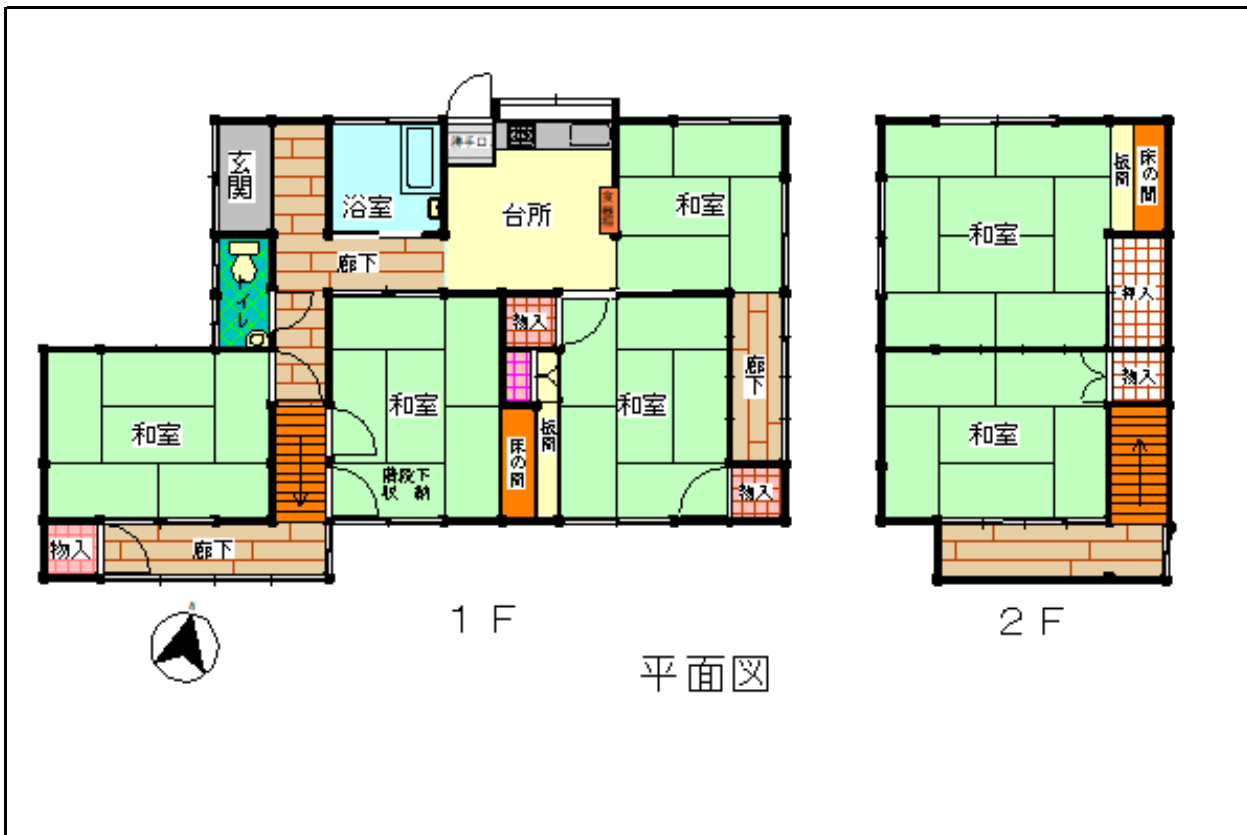 玄関
浴室
勝手口
台所
食器棚
和室
廊下
トイレ
物入
和室
和室
階段下
収納
床の間
板間
和室
廊下
物入
物入
廊下
板間
床の間
和室
押入
物入
和室
1F
2F
平面図